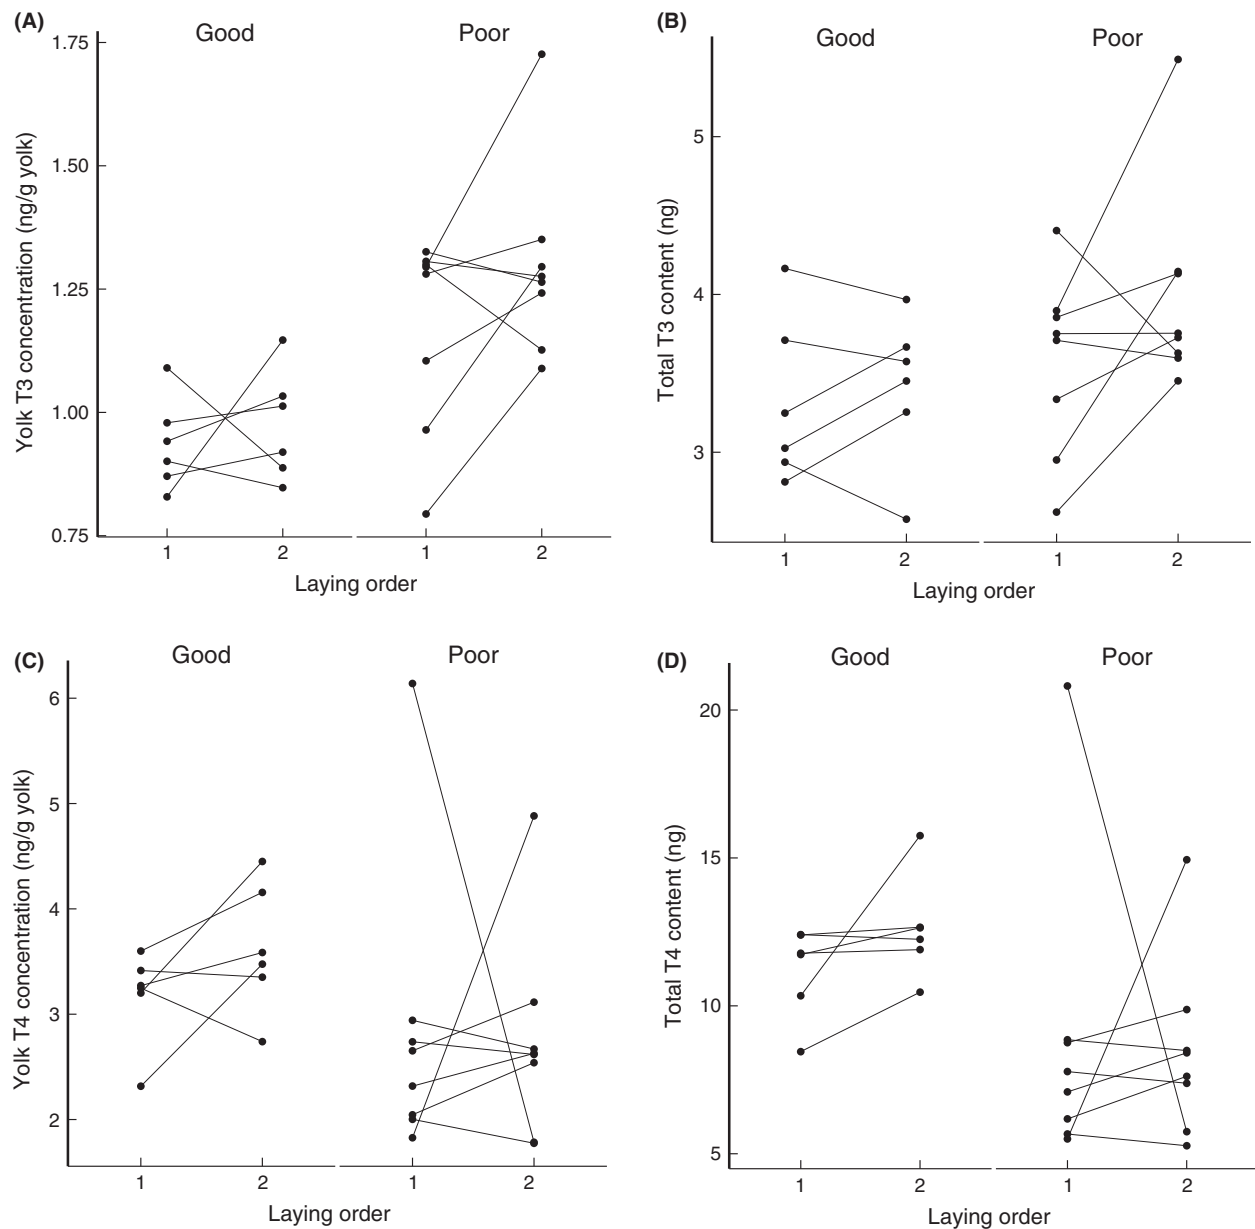 (A)
Good Poor
1.75
1.50
1.25
1.00
0.75
Yolk T3 concentration (ng/g yolk)
1 2 1 2
Laying order
(B)
Good Poor
5
4
3
Total T3 content (ng)
1 2 1 2
Laying order
(C)
Good Poor
6
5
4
3
2
Yolk T4 concentration (ng/g yolk)
1 2 1 2
Laying order
(D)
Good Poor
20
15
10
5
Total T4 content (ng)
1 2 1 2
Laying order